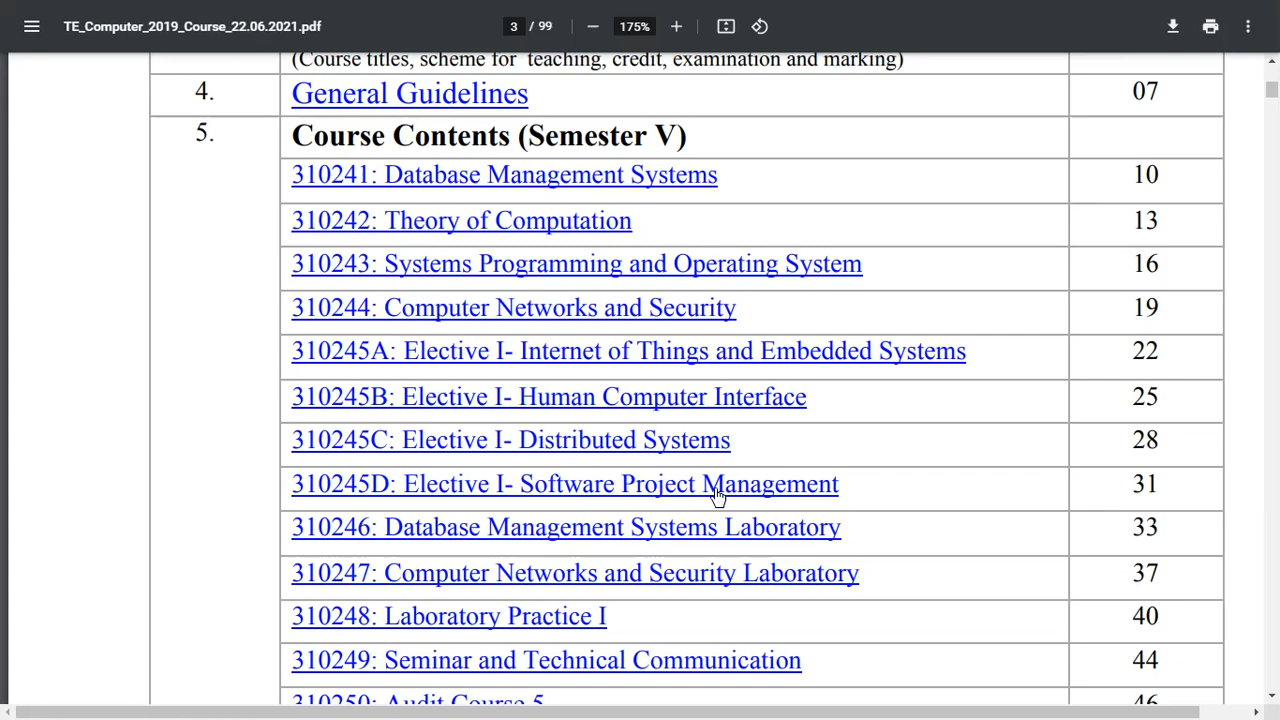 TE_Computer_2019_Course_22.06.2021.pdf 3 / 99 175%
(Course titles, scheme for teaching, credit, examination and marking)
4. General Guidelines 07
5. Course Contents (Semester V)
310241: Database Management Systems 10
310242: Theory of Computation 13
310243: Systems Programming and Operating System 16
310244: Computer Networks and Security 19
310245A: Elective I- Internet of Things and Embedded Systems 22
310245B: Elective I- Human Computer Interface 25
310245C: Elective I- Distributed Systems 28
310245D: Elective I- Software Project Management 31
310246: Database Management Systems Laboratory 33
310247: Computer Networks and Security Laboratory 37
310248: Laboratory Practice I 40
310249: Seminar and Technical Communication 44
310250: Audit Course 5 46